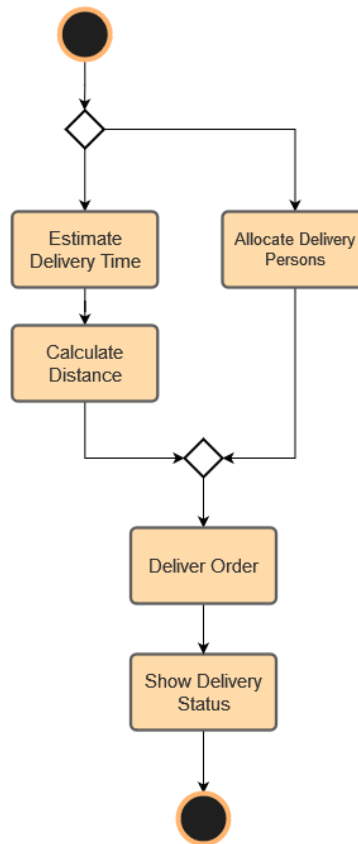 Estimate
Delivery Time
Allocate Delivery
Persons
Calculate
Distance
Deliver Order
Show Delivery
Status